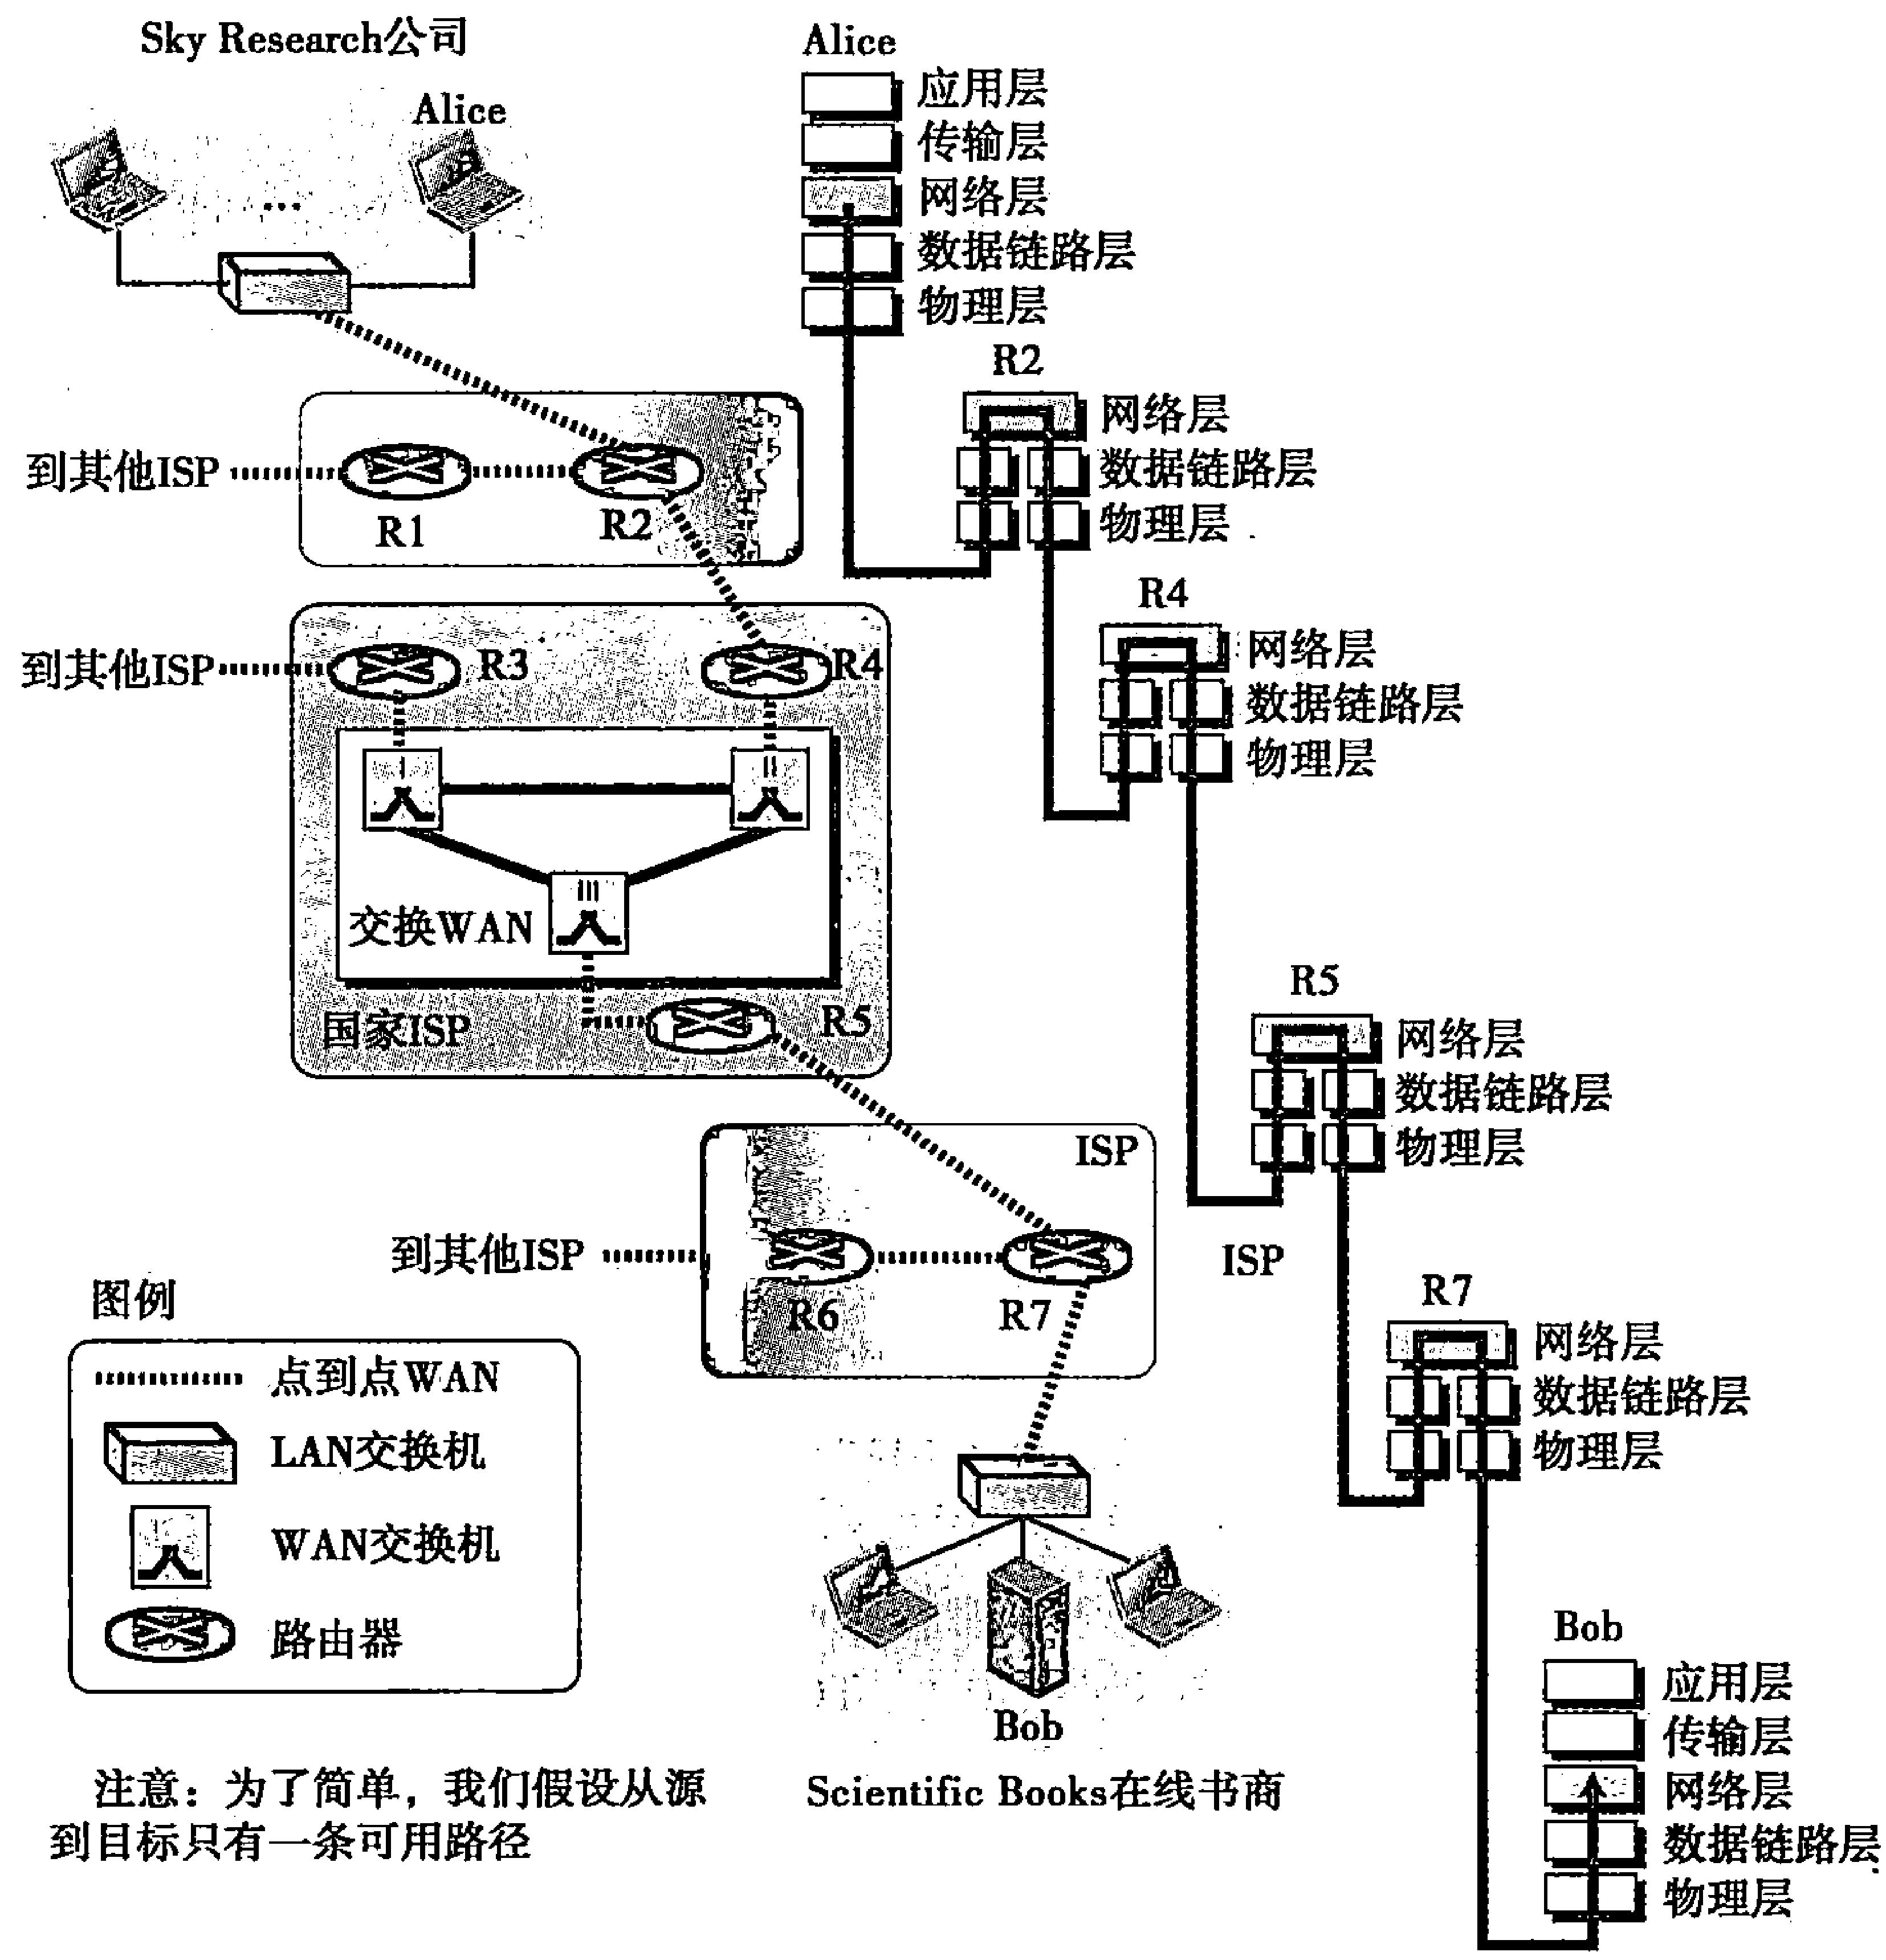 Sky Research公司
Alice
到其他ISP
R1
R2
到其他ISP
R3
R4
交换WAN
国家ISP
R5
ISP
到其他ISP
R6
R7
Bob
Scientific Books在线书商
图例
点到点WAN
LAN交换机
WAN交换机
路由器
注意：为了简单，我们假设从源
到目标只有一条可用路径
Alice
应用层
传输层
网络层
数据链路层
物理层
R2
网络层
数据链路层
物理层
R4
网络层
数据链路层
物理层
R5
网络层
数据链路层
物理层
ISP
R7
网络层
数据链路层
物理层
Bob
应用层
传输层
网络层
数据链路层
物理层